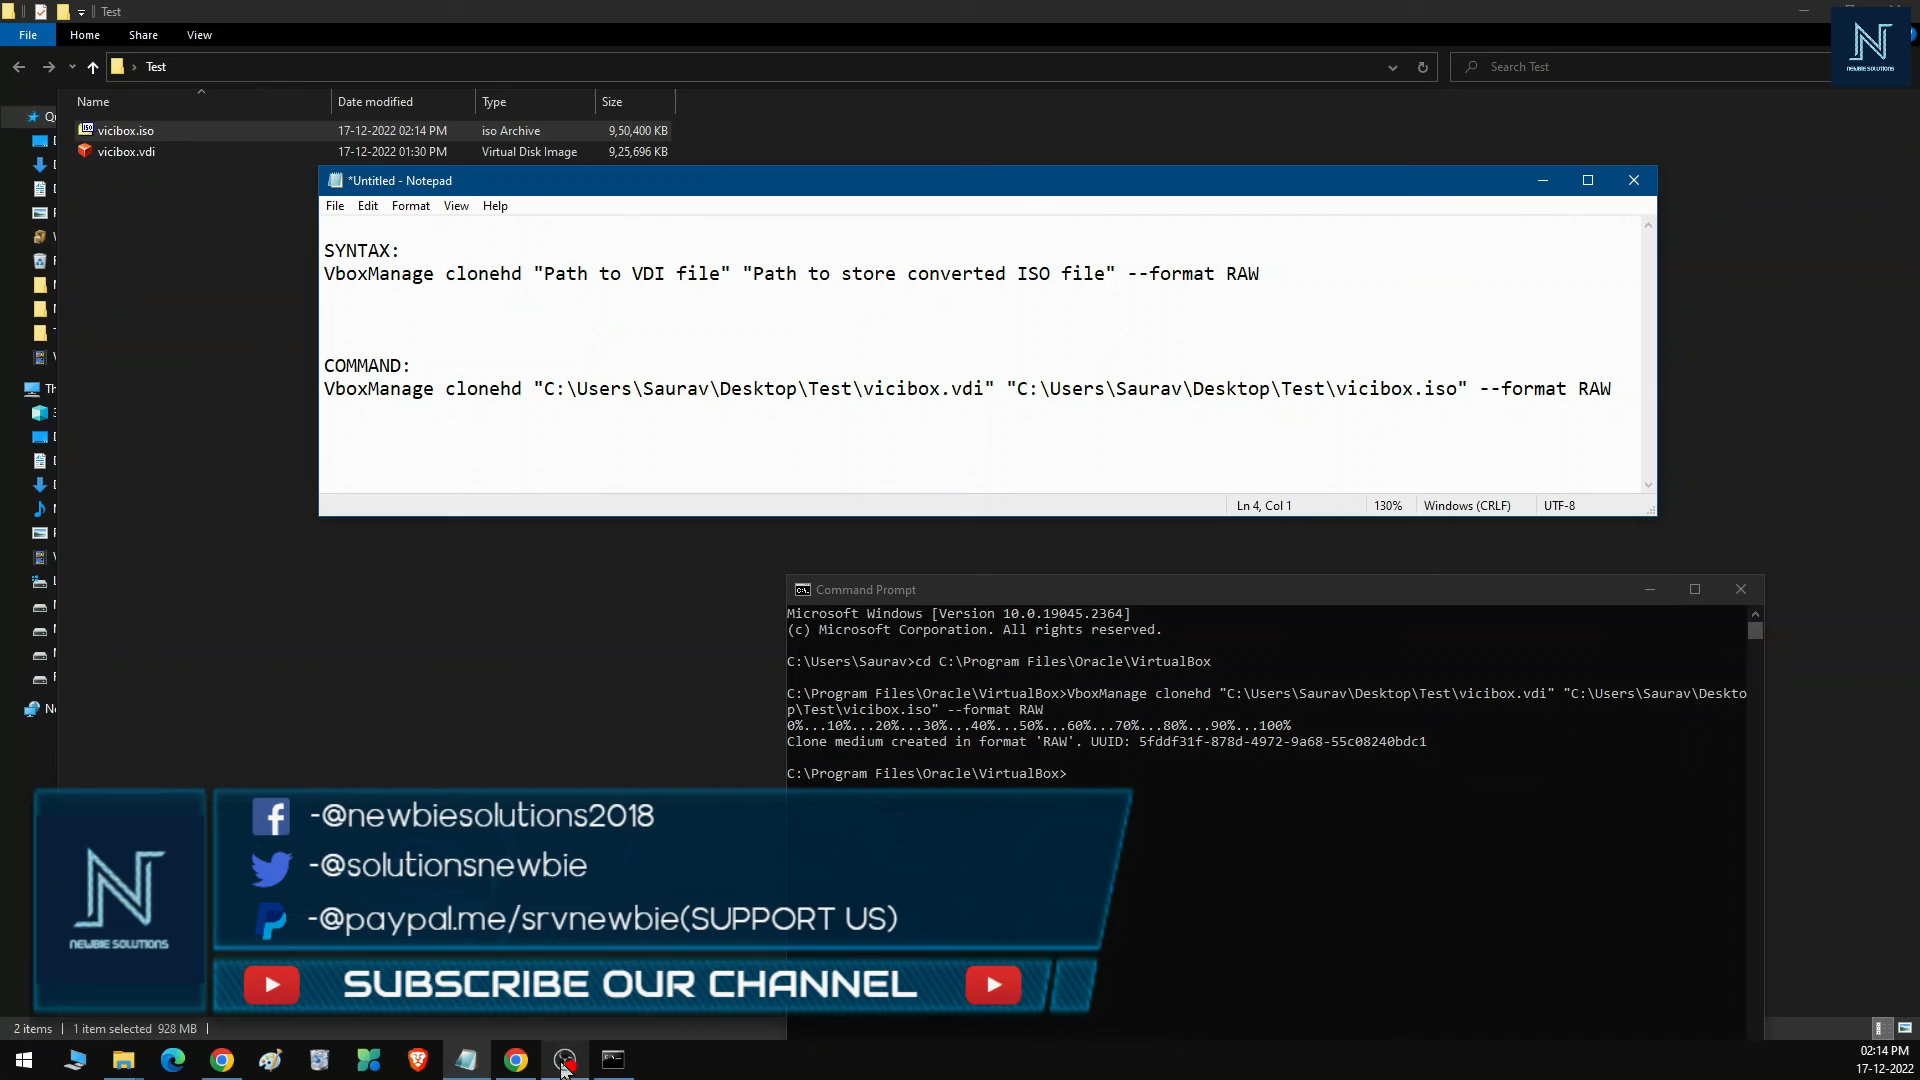 Test
File Home Share View
Test
Search Test
Name Date modified Type Size
vicibox.iso 17-12-2022 02:14 PM iso Archive 9,50,400 KB
vicibox.vdi 17-12-2022 01:30 PM Virtual Disk Image 9,25,696 KB
NEWBIE SOLUTIONS
*Untitled - Notepad
File Edit Format View Help
SYNTAX:
VboxManage clonehd "Path to VDI file" "Path to store converted ISO file" --format RAW
COMMAND:
VboxManage clonehd "C:\Users\Saurav\Desktop\Test\vicibox.vdi" "C:\Users\Saurav\Desktop\Test\vicibox.iso" --format RAW
Ln 4, Col 1 130% Windows (CRLF) UTF-8
Command Prompt
Microsoft Windows [Version 10.0.19045.2364]
(c) Microsoft Corporation. All rights reserved.
C:\Users\Saurav>cd C:\Program Files\Oracle\VirtualBox
C:\Program Files\Oracle\VirtualBox>VboxManage clonehd "C:\Users\Saurav\Desktop\Test\vicibox.vdi" "C:\Users\Saurav\Deskto
p\Test\vicibox.iso" --format RAW
0%...10%...20%...30%...40%...50%...60%...70%...80%...90%...100%
Clone medium created in format 'RAW'. UUID: 5fddf31f-878d-4972-9a68-55c08240bdc1
C:\Program Files\Oracle\VirtualBox>
-@newbiesolutions2018
-@solutionsnewbie
-@paypal.me/srvnewbie(SUPPORT US)
NEWBIE SOLUTIONS
SUBSCRIBE OUR CHANNEL
2 items 1 item selected 928 MB
02:14 PM
17-12-2022